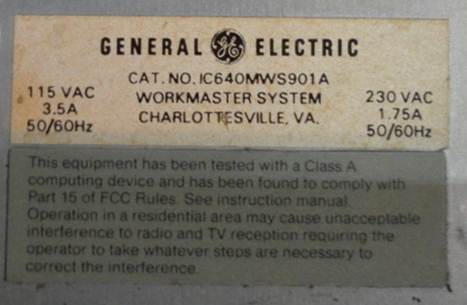 GENERAL GE ELECTRIC
CAT. NO. IC640MWS901A
115 VAC WORKMASTER SYSTEM 230 VAC
3.5A CHARLOTTESVILLE, VA. 1.75A
50/60Hz 50/60Hz
This equipment has been tested with a Class A
computing device and has been found to comply with
Part 15 of FCC Rules. See instruction manual.
Operation in a residential area may cause unacceptable
interference to radio and TV reception requiring the
operator to take whatever steps are necessary to
correct the interference.